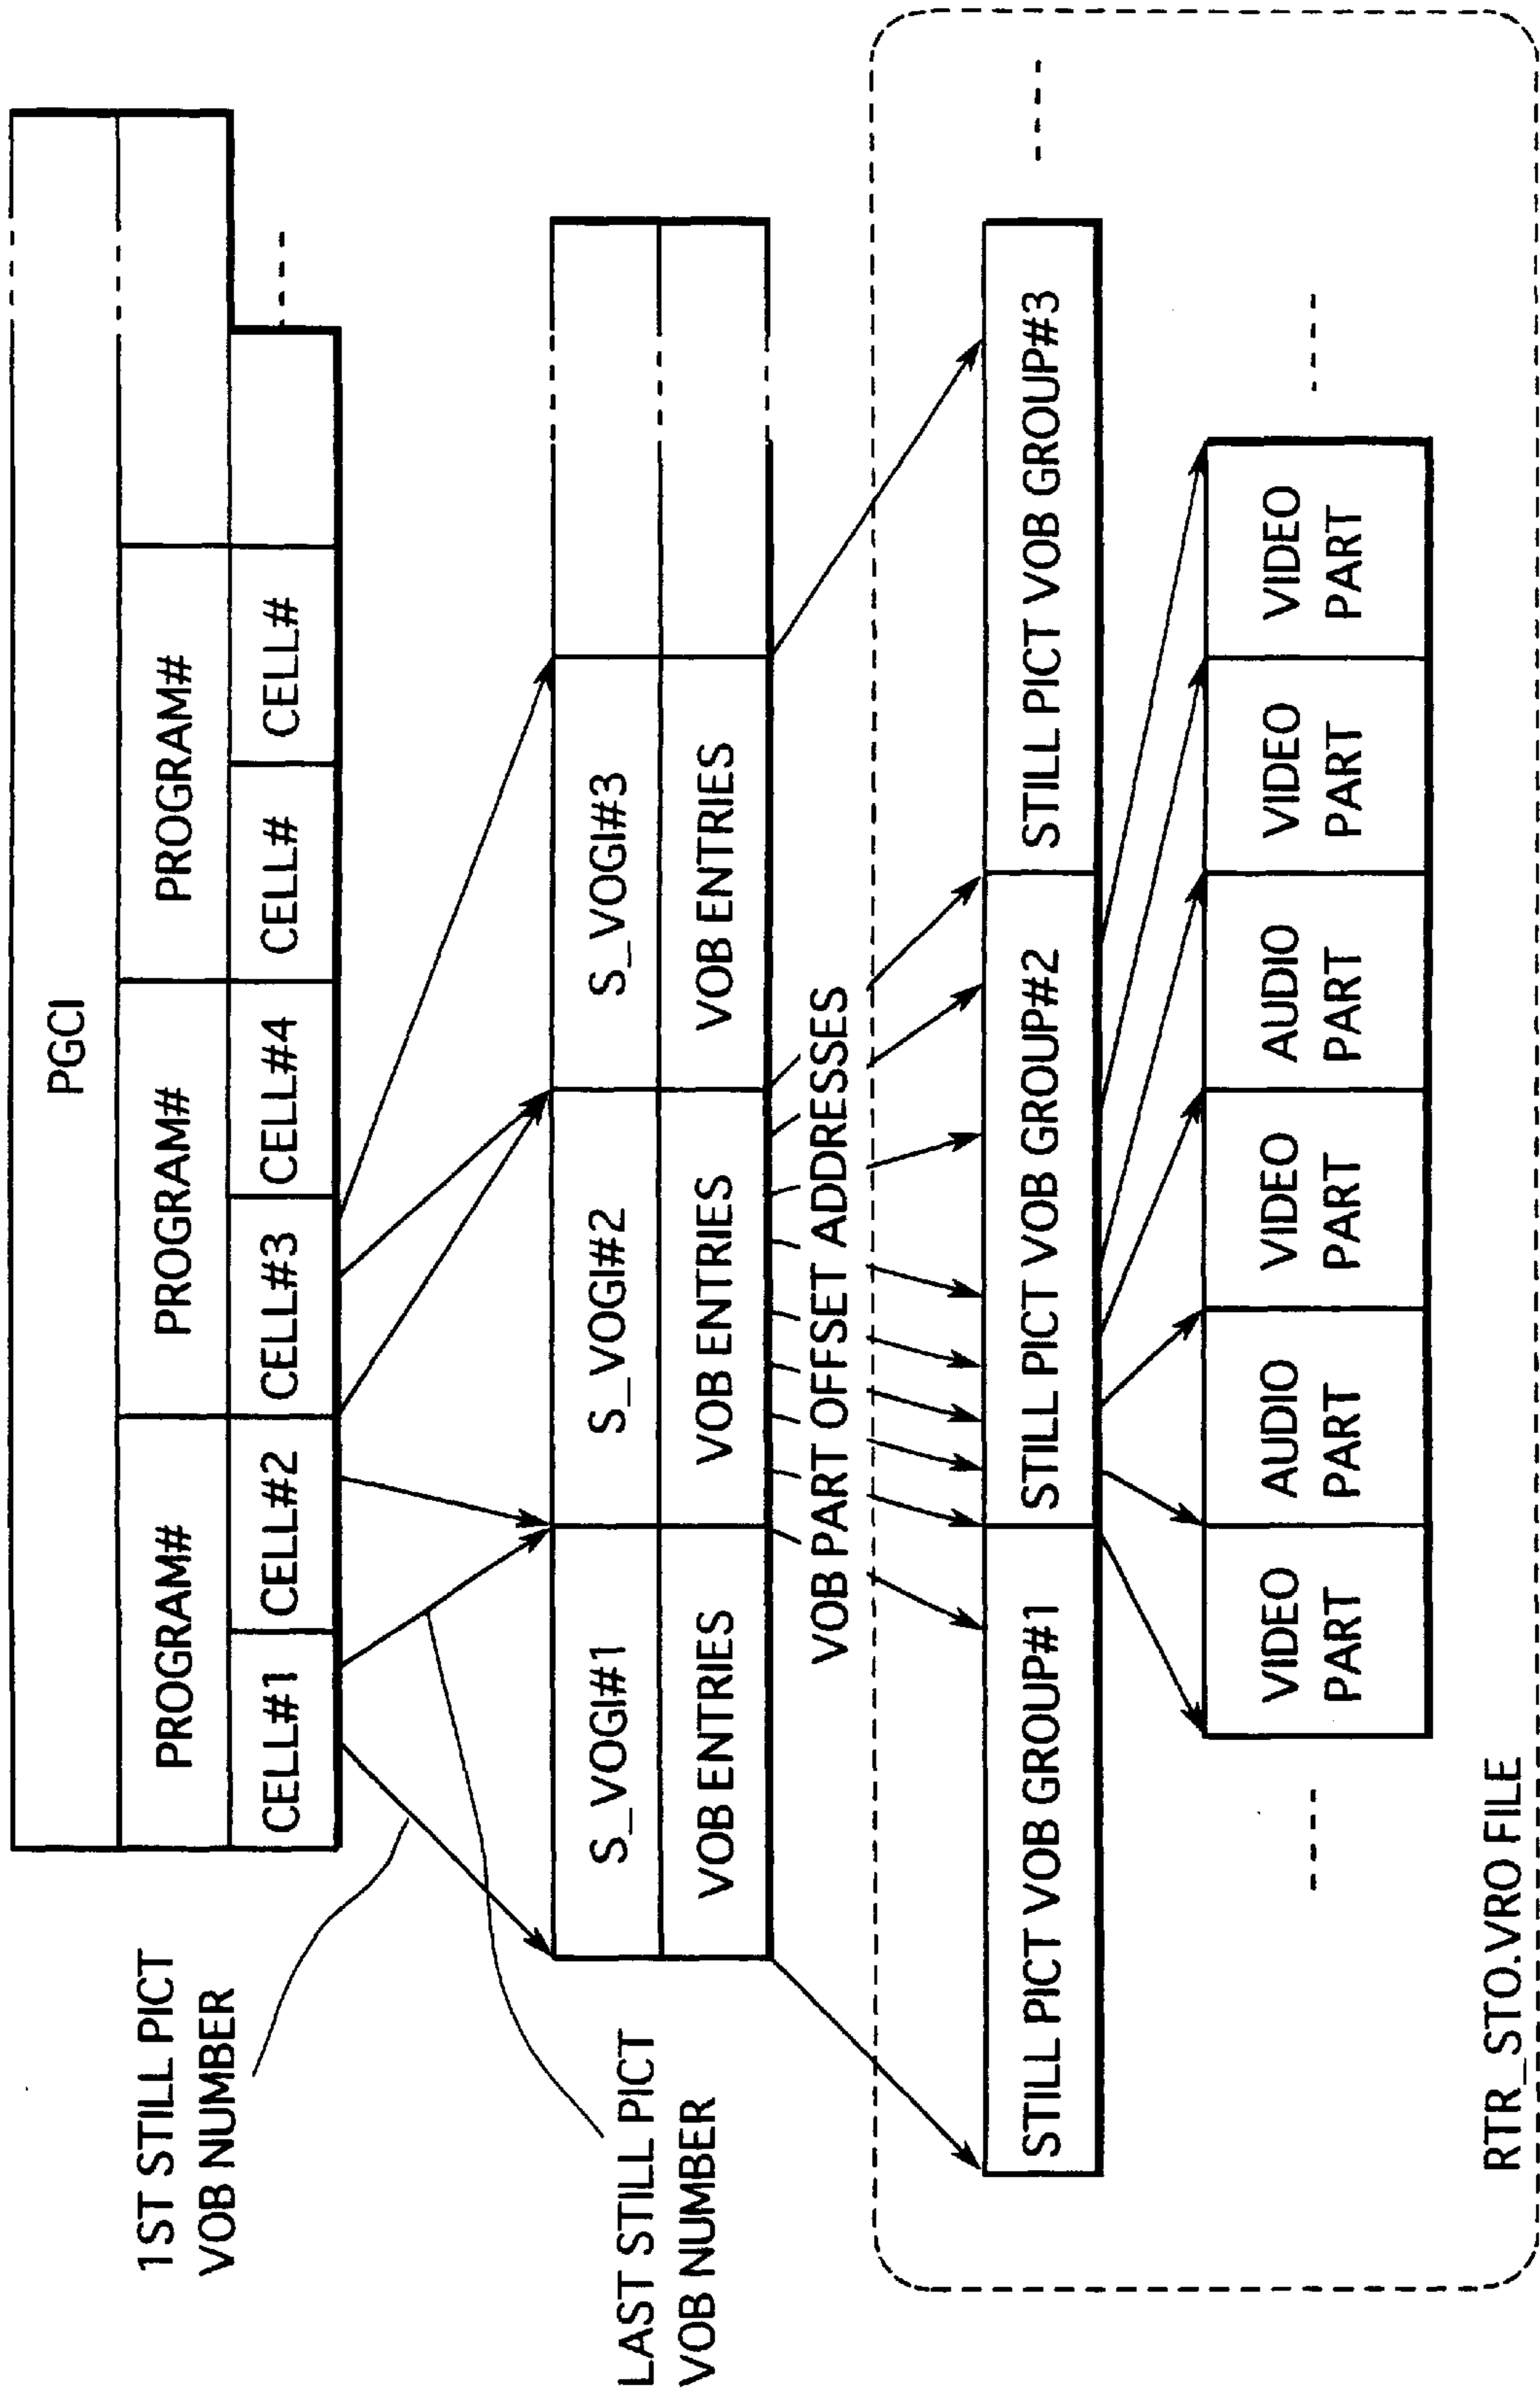 PGCI
PROGRAM#
PROGRAM#
PROGRAM#
CELL#1
CELL#2
CELL#3
CELL#4
CELL#
CELL#
1ST STILL PICT
VOB NUMBER
LAST STILL PICT
VOB NUMBER
S_VOGI#1
S_VOGI#2
S_VOGI#3
VOB ENTRIES
VOB ENTRIES
VOB ENTRIES
VOB PART OFFSET ADDRESSES
STILL PICT VOB GROUP#1
STILL PICT VOB GROUP#2
STILL PICT VOB GROUP#3
VIDEO
PART
AUDIO
PART
VIDEO
PART
AUDIO
PART
VIDEO
PART
VIDEO
PART
RTR_STO.VRO FILE